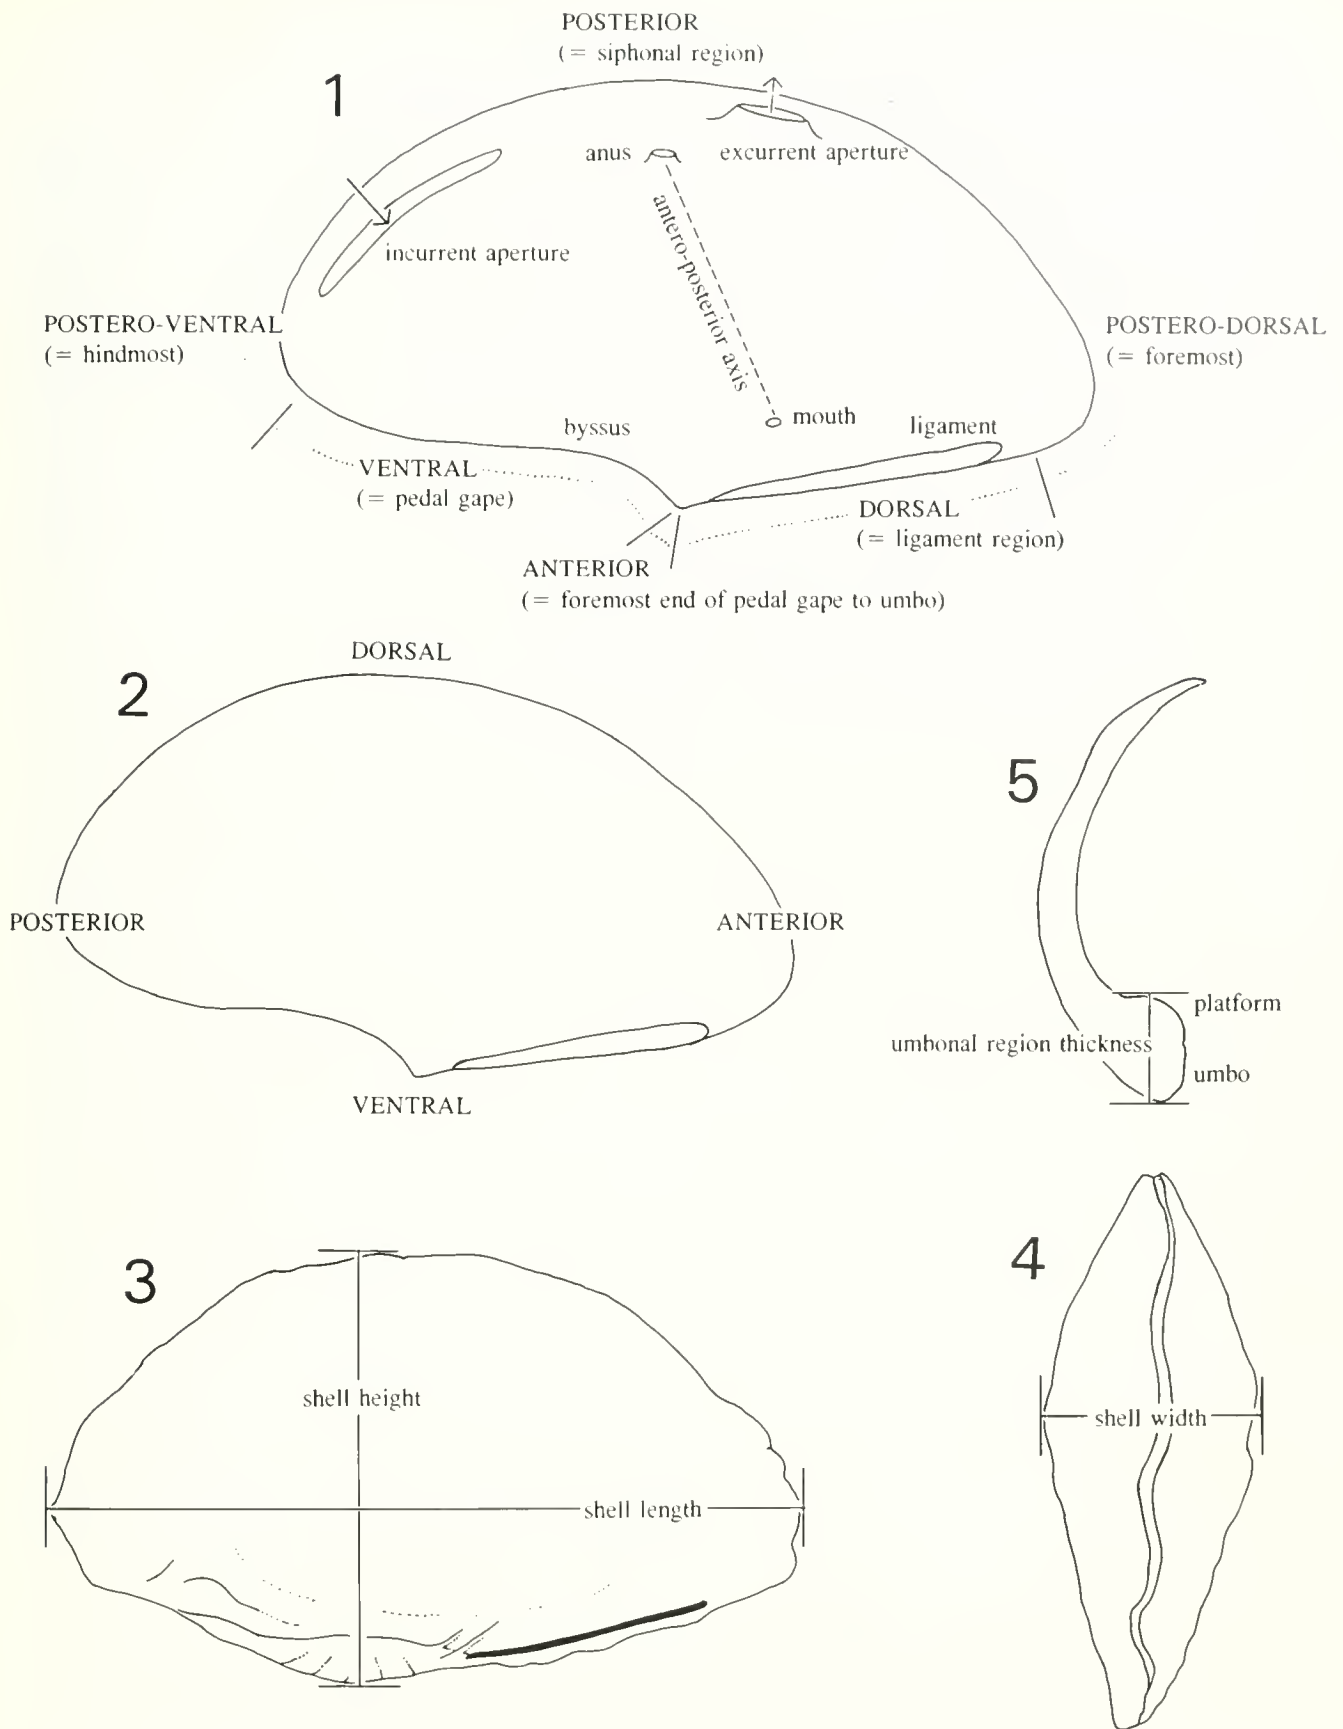 POSTERIOR
(= siphonal region)
1
anus
excurrent aperture
antero-posterior axis
incurrent aperture
POSTERO-VENTRAL
(= hindmost)
POSTERO-DORSAL
(= foremost)
mouth
byssus
ligament
VENTRAL
(= pedal gape)
DORSAL
(= ligament region)
ANTERIOR
(= foremost end of pedal gape to umbo)
2
DORSAL
POSTERIOR
ANTERIOR
VENTRAL
5
platform
umbonal region thickness
umbo
3
shell height
shell length
4
shell width